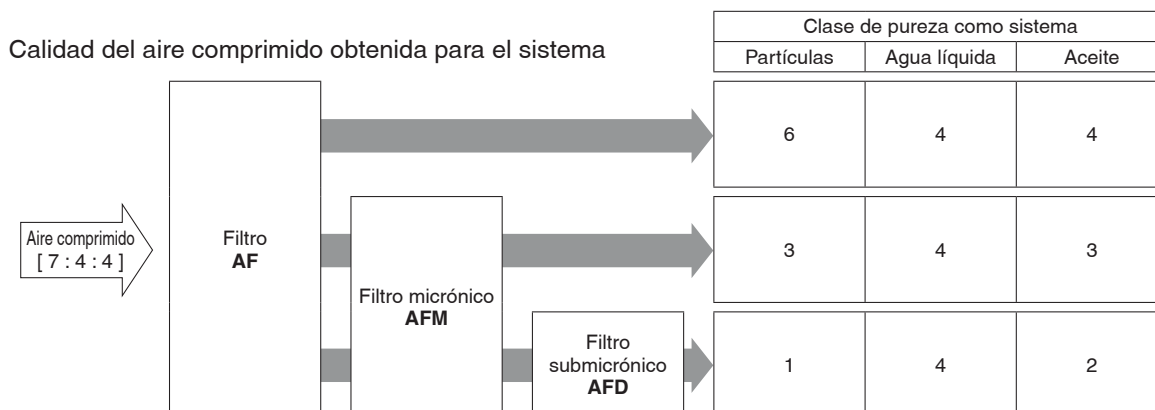 Calidad del aire comprimido obtenida para el sistema
Clase de pureza como sistema
Partículas Agua líquida Aceite
6 4 4
Aire comprimido
[ 7 : 4 : 4 ]
Filtro
AF
3 4 3
Filtro micrónico
AFM
Filtro
submicrónico
AFD
1 4 2